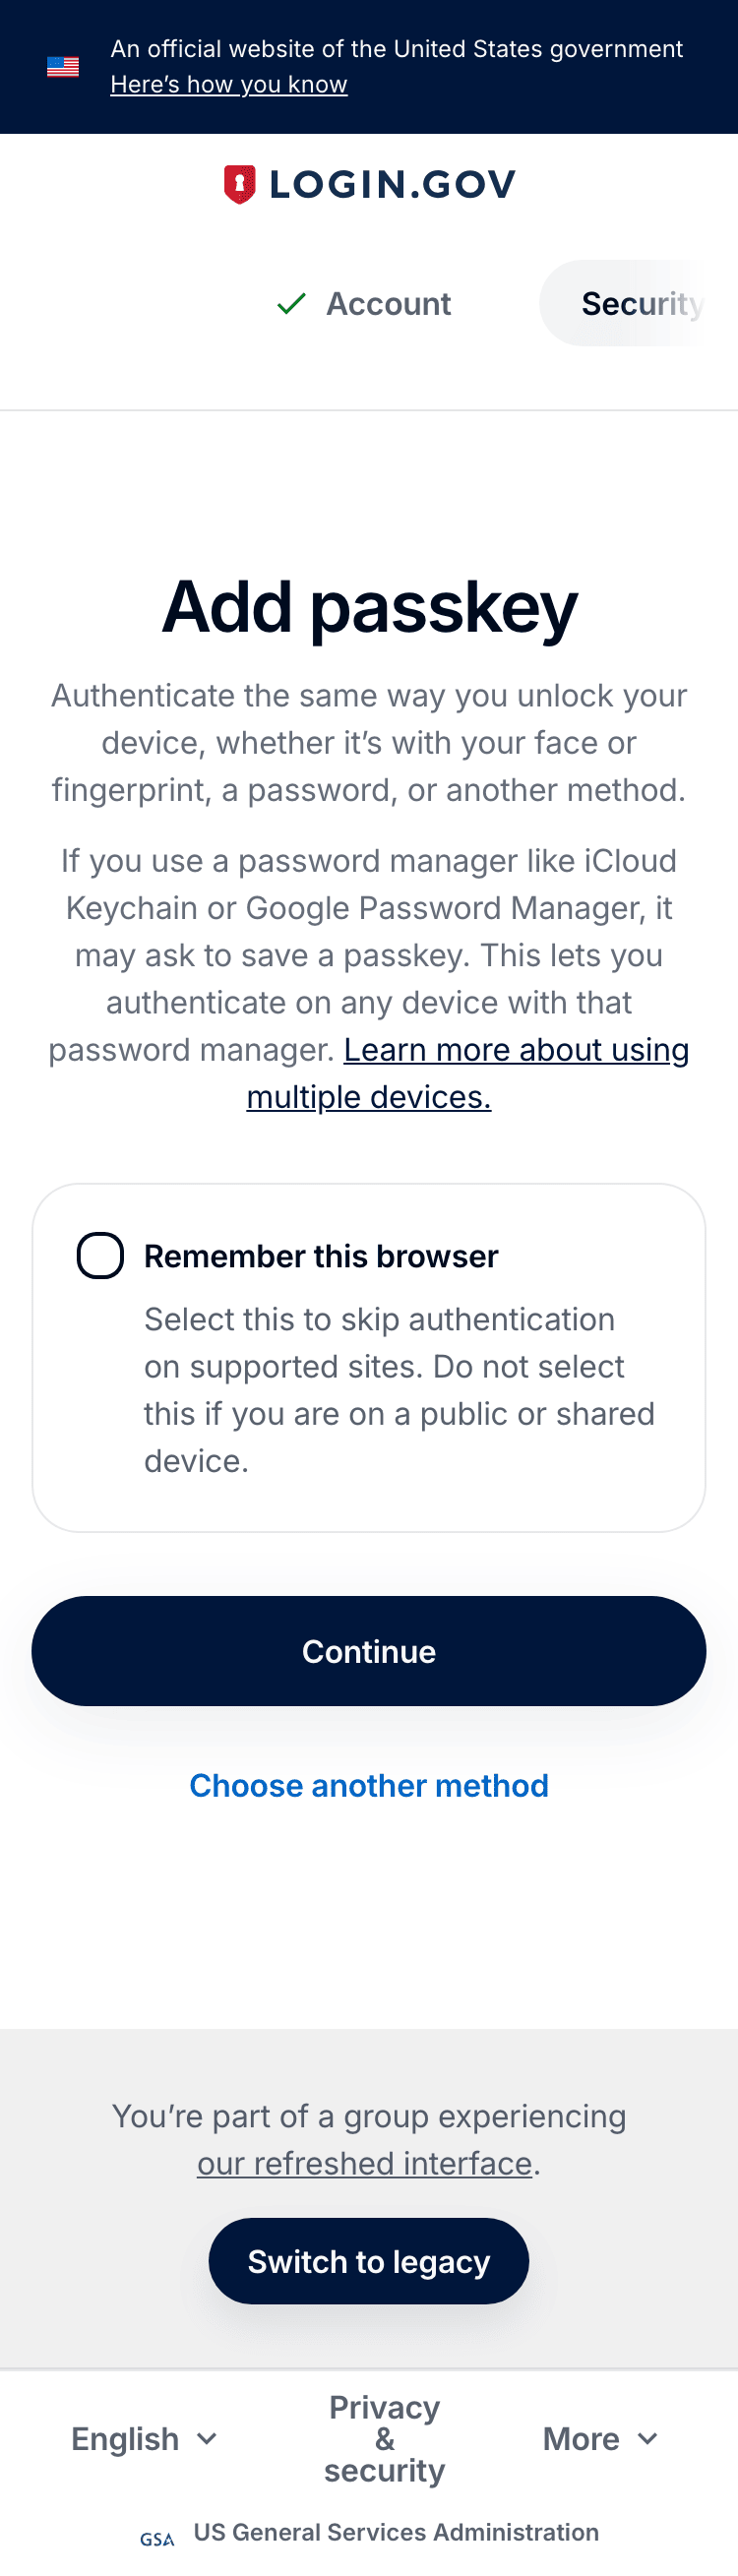 An official website of the United States government
Here’s how you know
LOGIN.GOV
Account
Security
Add passkey
Authenticate the same way you unlock your
device, whether it’s with your face or
fingerprint, a password, or another method.
If you use a password manager like iCloud
Keychain or Google Password Manager, it
may ask to save a passkey. This lets you
authenticate on any device with that
password manager. Learn more about using
multiple devices.
Remember this browser
Select this to skip authentication
on supported sites. Do not select
this if you are on a public or shared
device.
Continue
Choose another method
You’re part of a group experiencing
our refreshed interface.
Switch to legacy
English
Privacy
&
security
More
GSA US General Services Administration